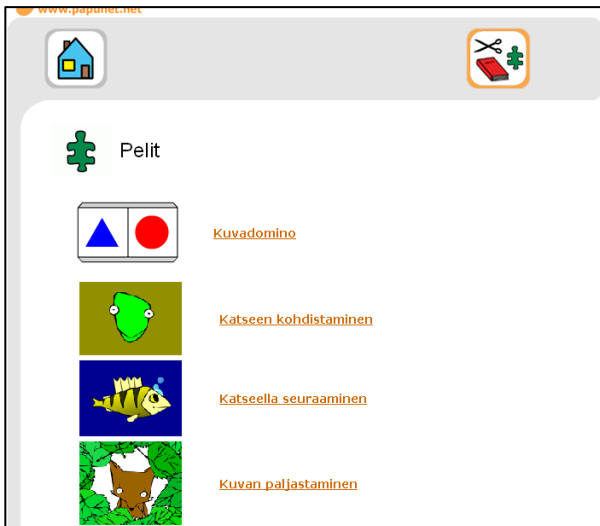 www.papunet.net
Pelit
Kuvadomino
Katseen kohdistaminen
Katseella seuraaminen
Kuvan paljastaminen